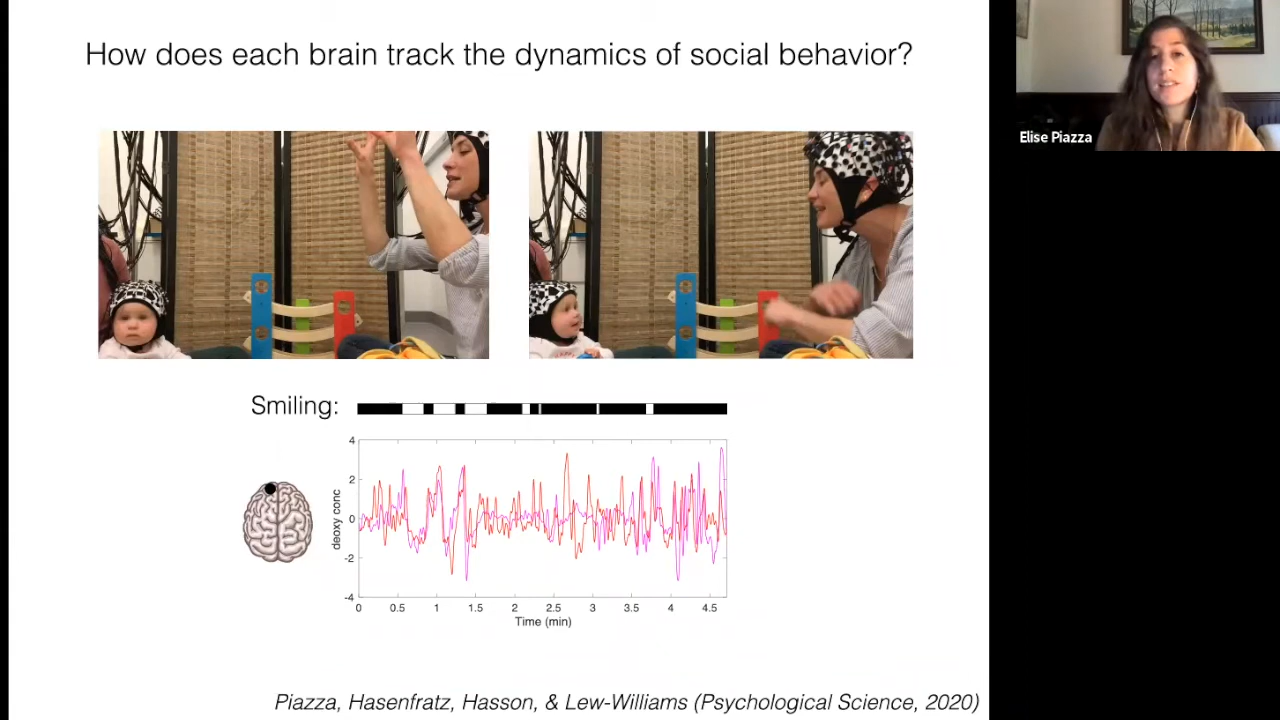 How does each brain track the dynamics of social behavior?
Elise Piazza
Smiling:
4
2
0
-2
-4
deoxy conc
0 0.5 1 1.5 2 2.5 3 3.5 4 4.5
Time (min)
Piazza, Hasenfratz, Hasson, & Lew-Williams (Psychological Science, 2020)